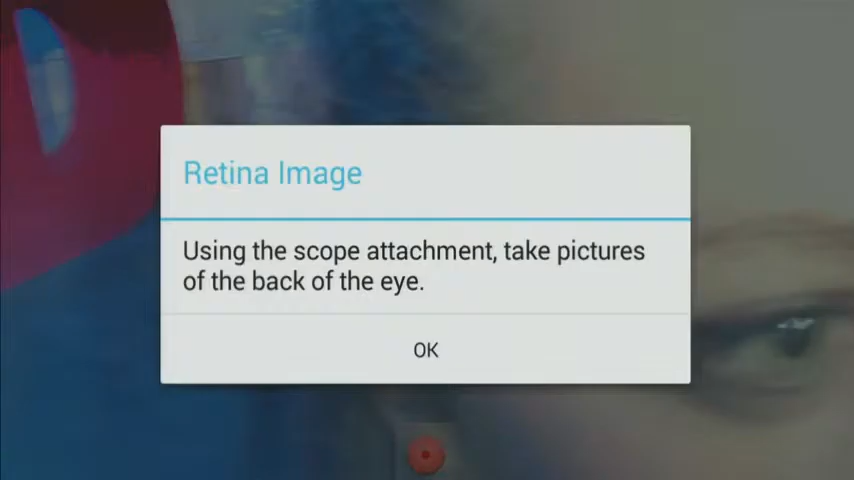 Retina Image
Using the scope attachment, take pictures
of the back of the eye.
OK